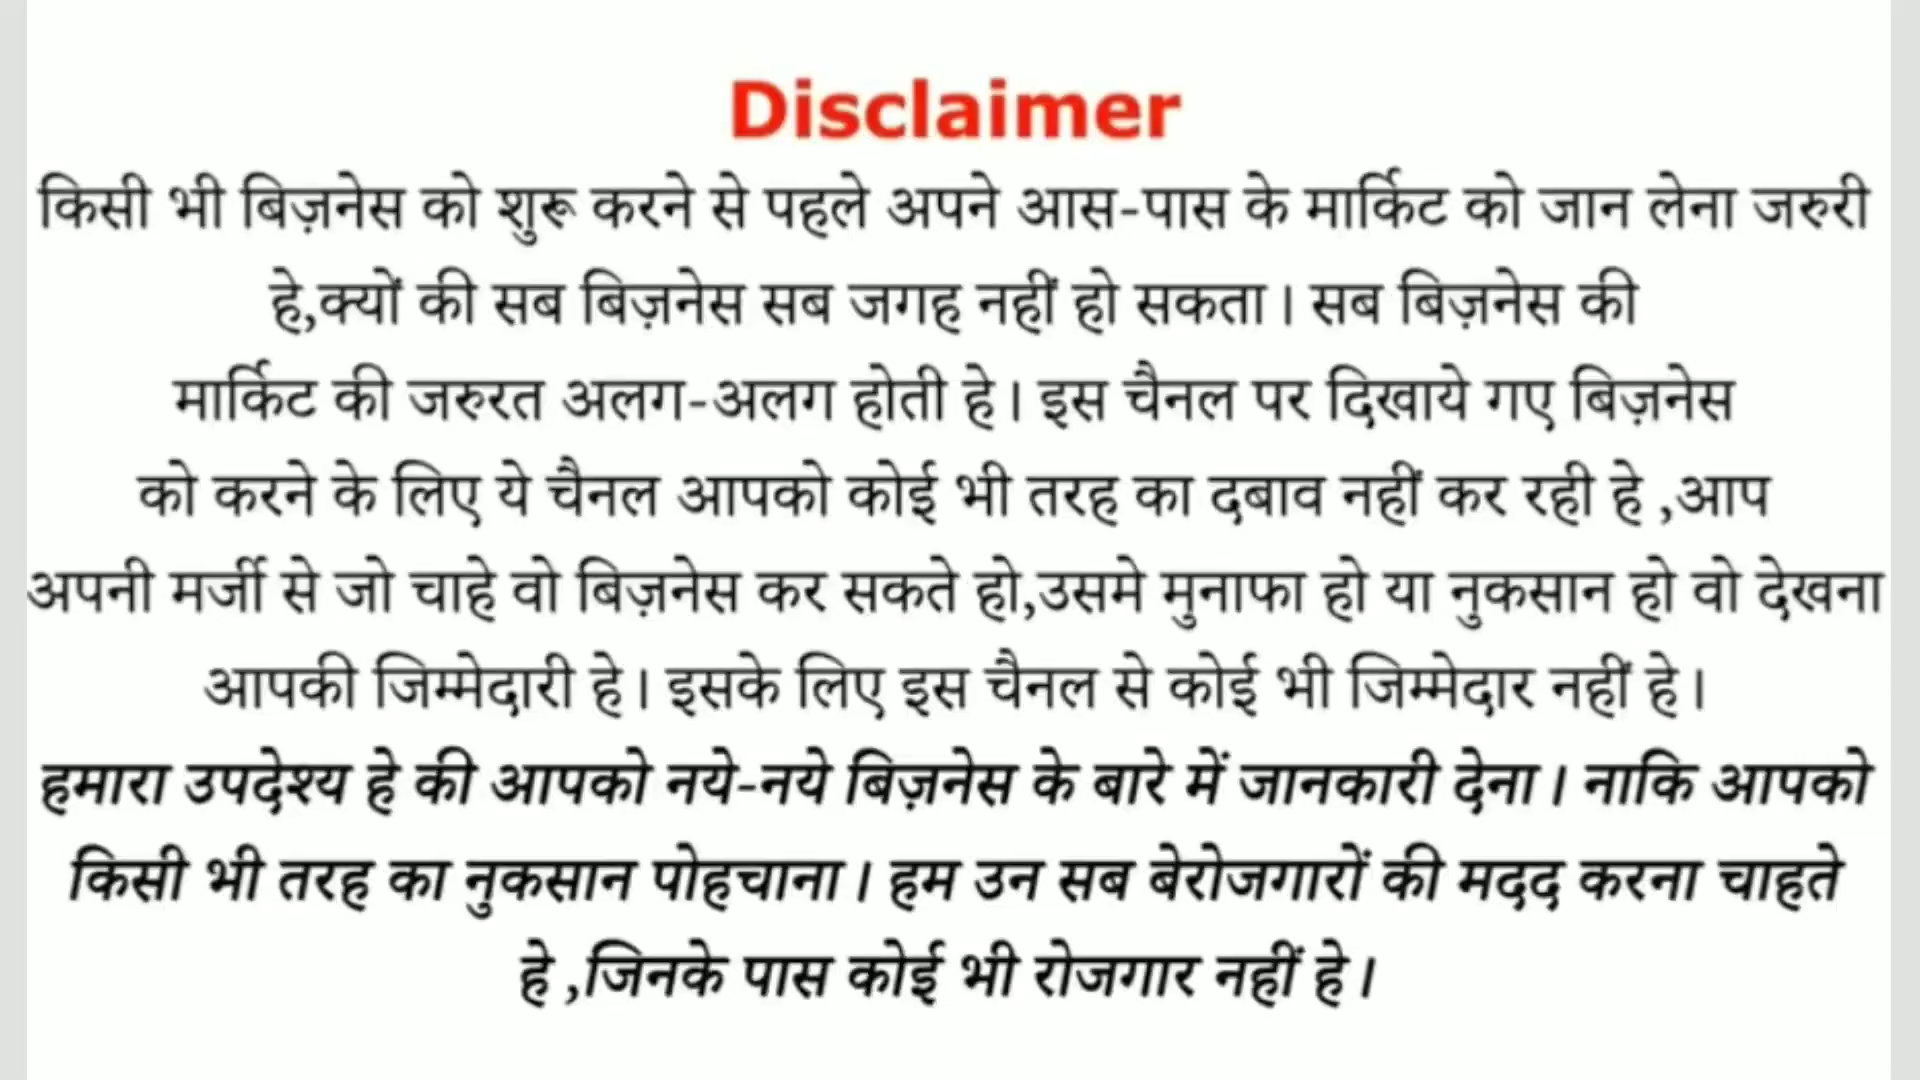 Disclaimer
किसी भी बिज़नेस को शुरू करने से पहले अपने आस-पास के मार्किट को जान लेना जरुरी
हे,क्यों की सब बिज़नेस सब जगह नहीं हो सकता । सब बिज़नेस की
मार्किट की जरुरत अलग-अलग होती हे । इस चैनल पर दिखाये गए बिज़नेस
को करने के लिए ये चैनल आपको कोई भी तरह का दबाव नहीं कर रही हे ,आप
अपनी मर्जी से जो चाहे वो बिज़नेस कर सकते हो,उसमे मुनाफा हो या नुकसान हो वो देखना
आपकी जिम्मेदारी हे । इसके लिए इस चैनल से कोई भी जिम्मेदार नहीं हे ।
हमारा उपदेश्य हे की आपको नये-नये बिज़नेस के बारे में जानकारी देना । नाकि आपको
किसी भी तरह का नुकसान पोहचाना । हम उन सब बेरोजगारों की मदद करना चाहते
हे ,जिनके पास कोई भी रोजगार नहीं हे ।